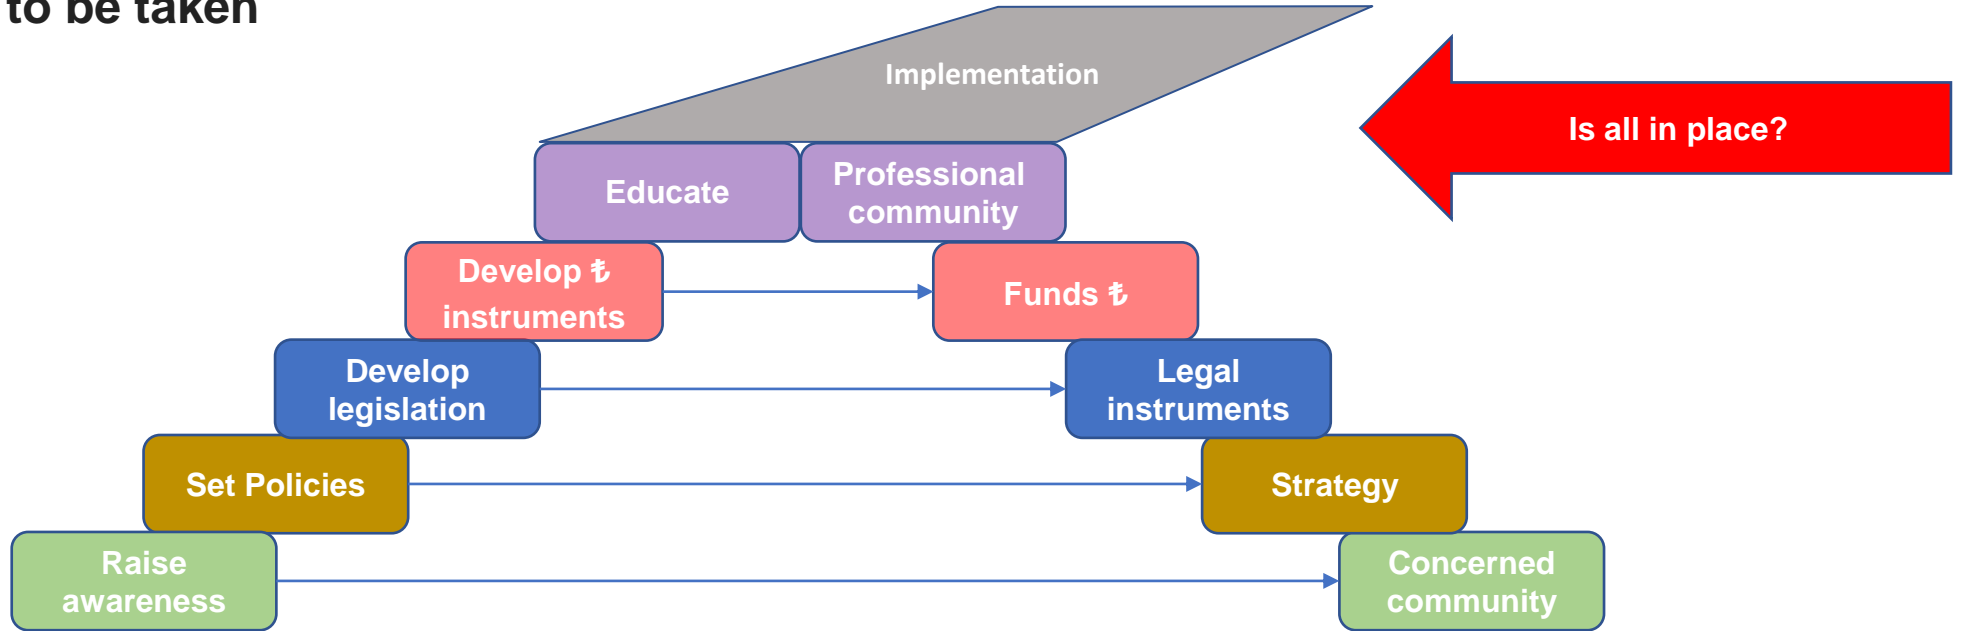 to be taken
Implementation
Is all in place?
Educate
Professional
community
Develop ₺
instruments
Funds ₺
Develop
legislation
Legal
instruments
Set Policies
Strategy
Raise
awareness
Concerned
community